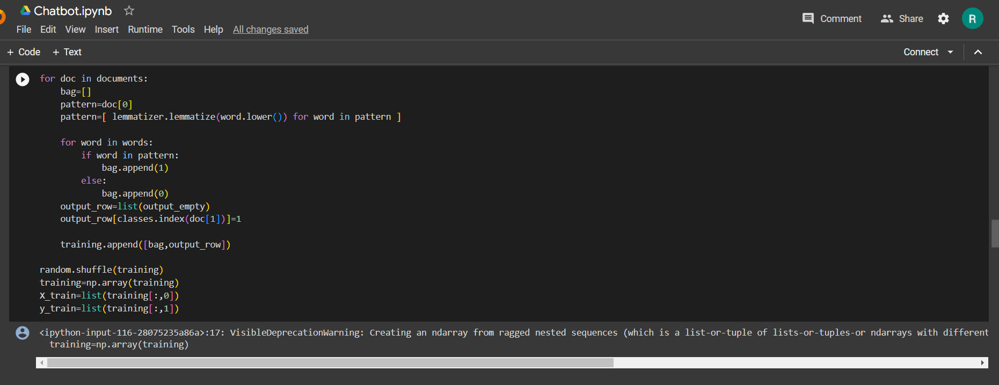 Chatbot.ipynb
File Edit View Insert Runtime Tools Help All changes saved
Comment Share R
+ Code + Text Connect
for doc in documents:
    bag=[]
    pattern=doc[0]
    pattern=[ lemmatizer.lemmatize(word.lower()) for word in pattern ]
    for word in words:
        if word in pattern:
            bag.append(1)
        else:
            bag.append(0)
    output_row=list(output_empty)
    output_row[classes.index(doc[1])]=1
    training.append([bag,output_row])
random.shuffle(training)
training=np.array(training)
X_train=list(training[:,0])
y_train=list(training[:,1])
<ipython-input-116-28075235a86a>:17: VisibleDeprecationWarning: Creating an ndarray from ragged nested sequences (which is a list-or-tuple of lists-or-tuples-or ndarrays with different
  training=np.array(training)